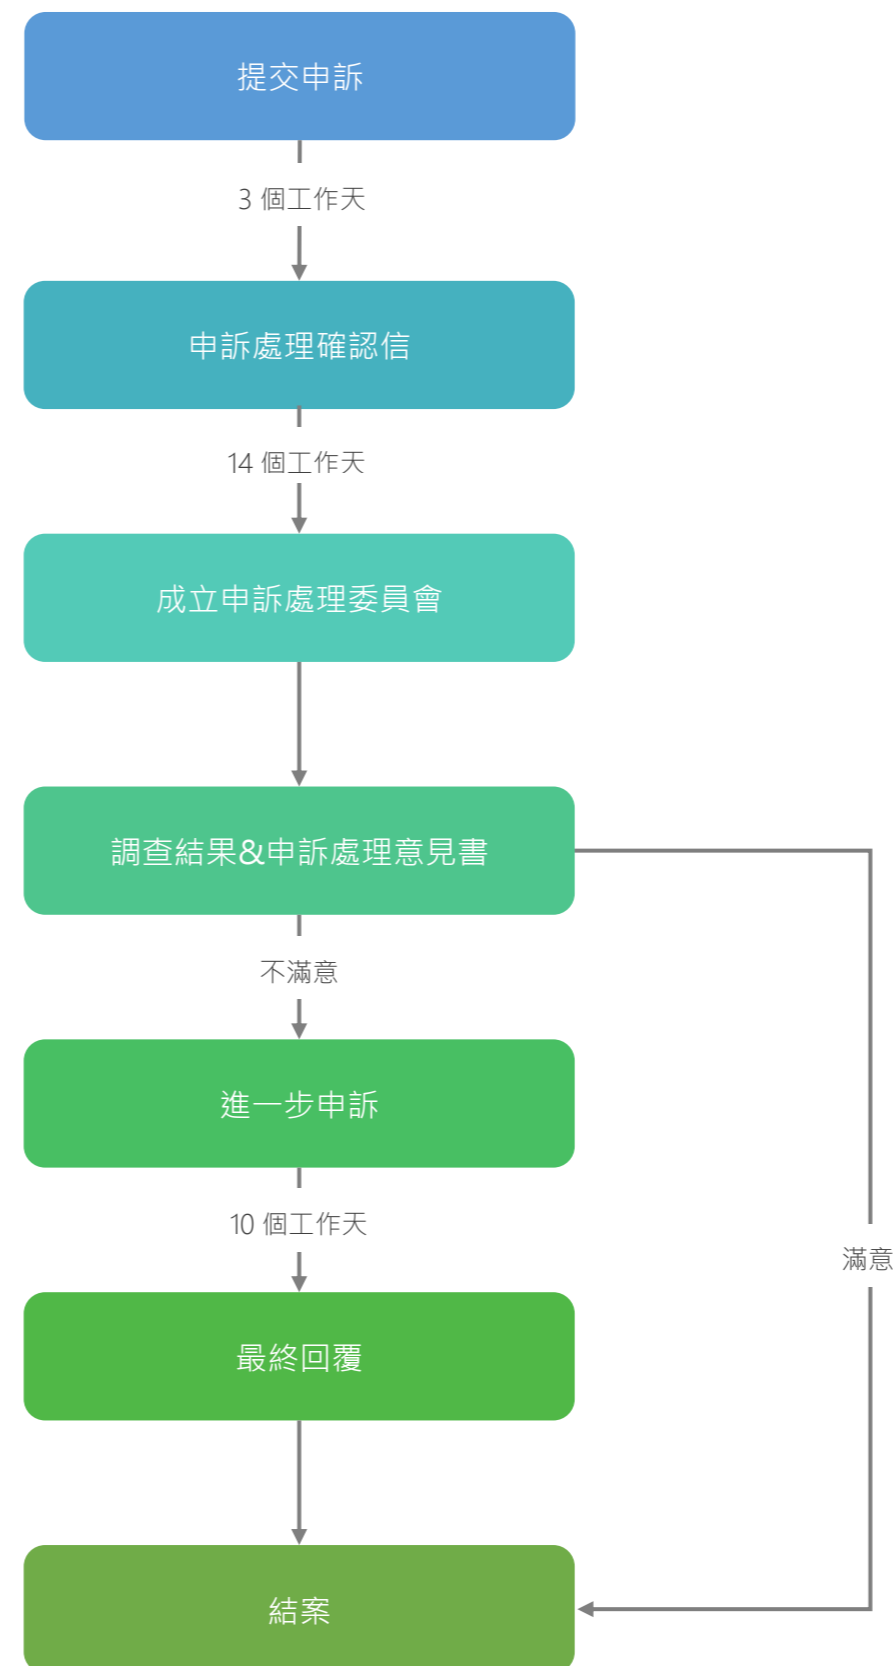 提交申訴
3 個工作天
申訴處理確認信
14 個工作天
成立申訴處理委員會
調查結果&申訴處理意見書
不滿意
進一步申訴
10 個工作天
滿意
最終回覆
結案